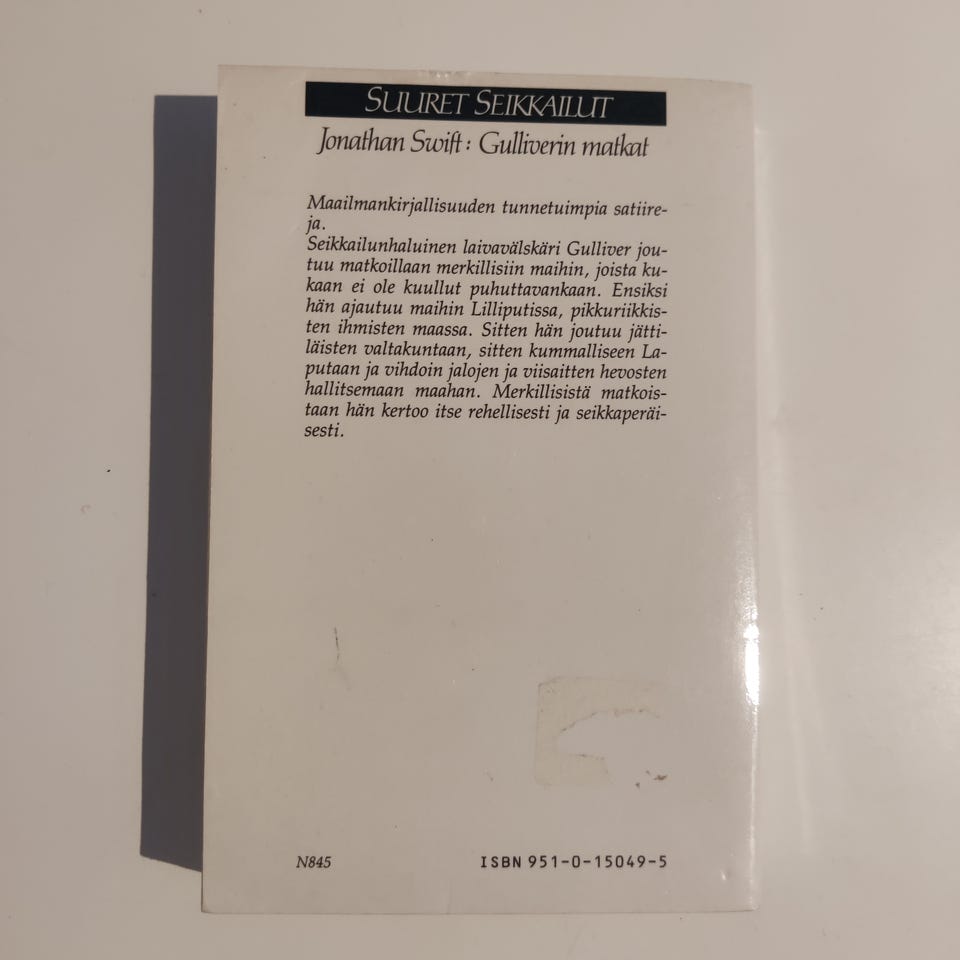 SUURET SEIKKAILUT
Jonathan Swift: Gulliverin matkat
Maailmankirjallisuuden tunnetuimpia satiire-
ja.
Seikkailunhaluinen laivavälskäri Gulliver jou-
tuu matkoillaan merkillisiin maihin, joista ku-
kaan ei ole kuullut puhuttavankaan. Ensiksi
hän ajautuu maihin Lilliputissa, pikkuriikkis-
ten ihmisten maassa. Sitten hän joutuu jätti-
läisten valtakuntaan, sitten kummalliseen La-
putaan ja vihdoin jalojen ja viisaitten hevosten
hallitsemaan maahan. Merkillisistä matkois-
taan hän kertoo itse rehellisesti ja seikkaperäi-
sesti.
N845
ISBN 951-0-15049-5